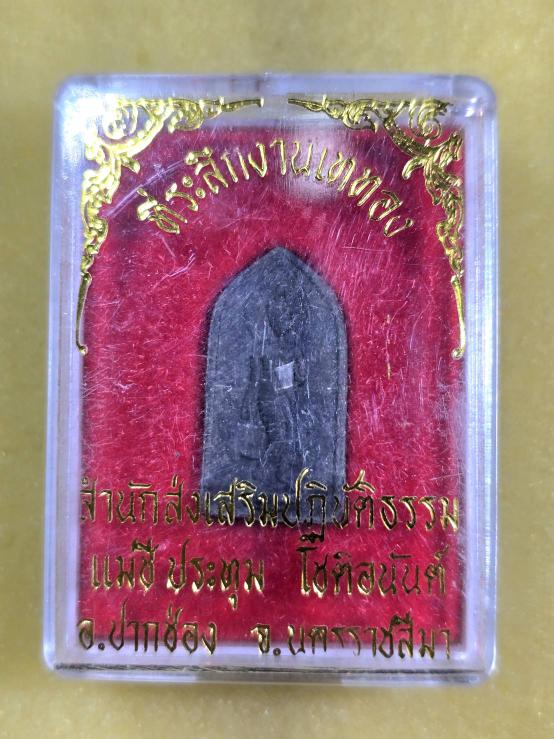 ที่ระลึกงานเททอง
สำนักส่งเสริมปฏิบัติธรรม
แม่ชี ประทุม โชติอนันต์
อ.ปากช่อง จ.นครราชสีมา